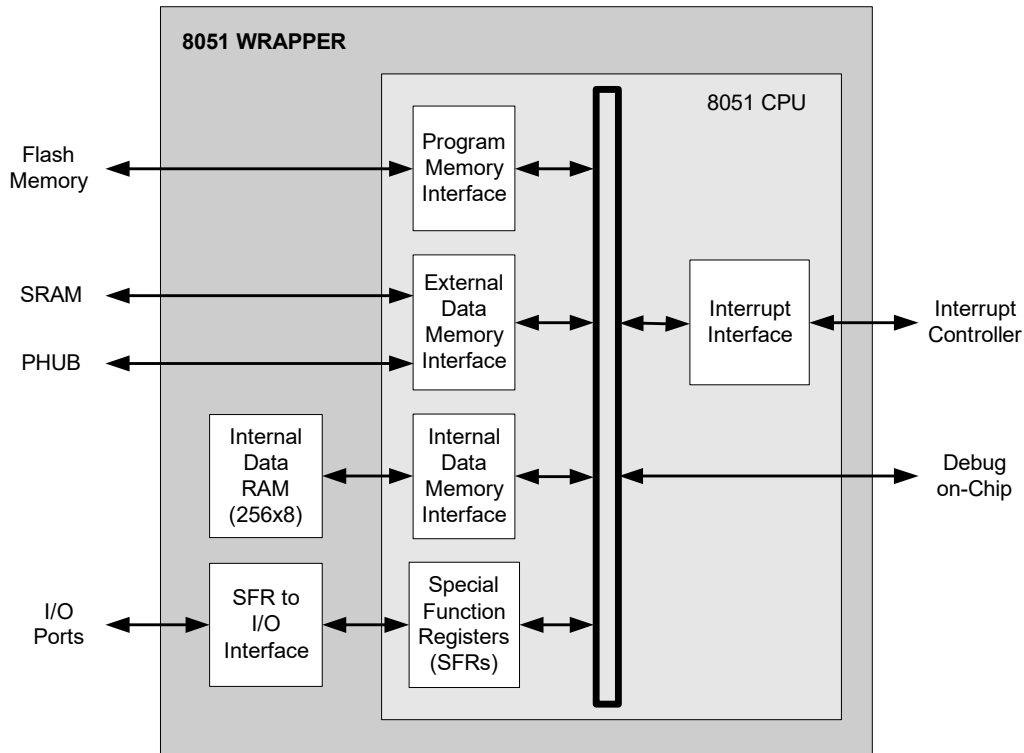 8051 WRAPPER
8051 CPU
Flash
Memory
Program
Memory
Interface
SRAM
PHUB
External
Data
Memory
Interface
Interrupt
Interface
Interrupt
Controller
Internal
Data
RAM
(256x8)
Internal
Data
Memory
Interface
Debug
on-Chip
I/O
Ports
SFR to
I/O
Interface
Special
Function
Registers
(SFRs)